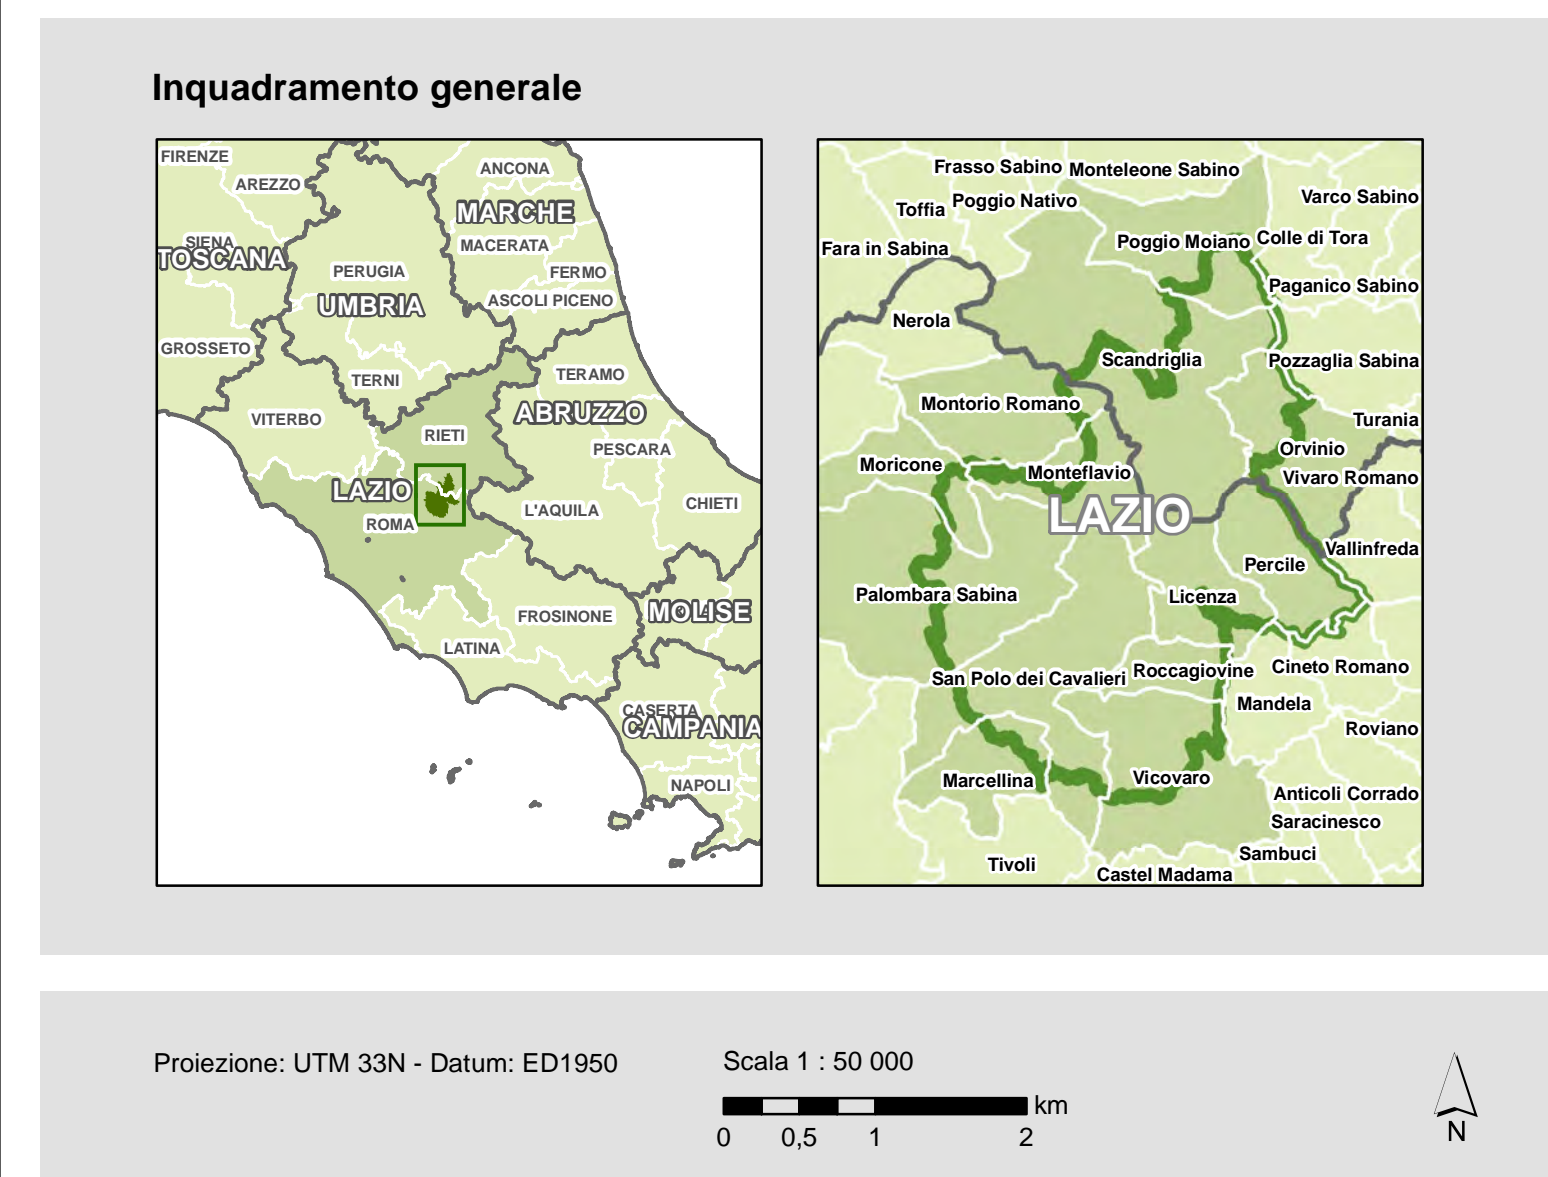 Inquadramento generale
FIRENZE
AREZZO
ANCONA
MARCHE
SIENA
TOSCANA
MACERATA
PERUGIA
FERMO
UMBRIA
ASCOLI PICENO
GROSSETO
TERNI
TERAMO
VITERBO
ABRUZZO
RIETI
PESCARA
LAZIO
CHIETI
L'AQUILA
ROMA
FROSINONE
MOLISE
LATINA
CASERTA
CAMPANIA
NAPOLI
Frasso Sabino
Monteleone Sabino
Varco Sabino
Toffia
Poggio Nativo
Fara in Sabina
Poggio Moiano
Colle di Tora
Paganico Sabino
Nerola
Scandriglia
Pozzaglia Sabina
Montorio Romano
Turania
Orvinio
Moricone
Monteflavio
Vivaro Romano
LAZIO
Vallinfreda
Percile
Palombara Sabina
Licenza
San Polo dei Cavalieri
Roccagiovine
Cineto Romano
Mandela
Roviano
Marcellina
Vicovaro
Anticoli Corrado
Saracinesco
Sambuci
Tivoli
Castel Madama
Proiezione: UTM 33N - Datum: ED1950
Scala 1 : 50 000
km
0 0,5 1 2
N